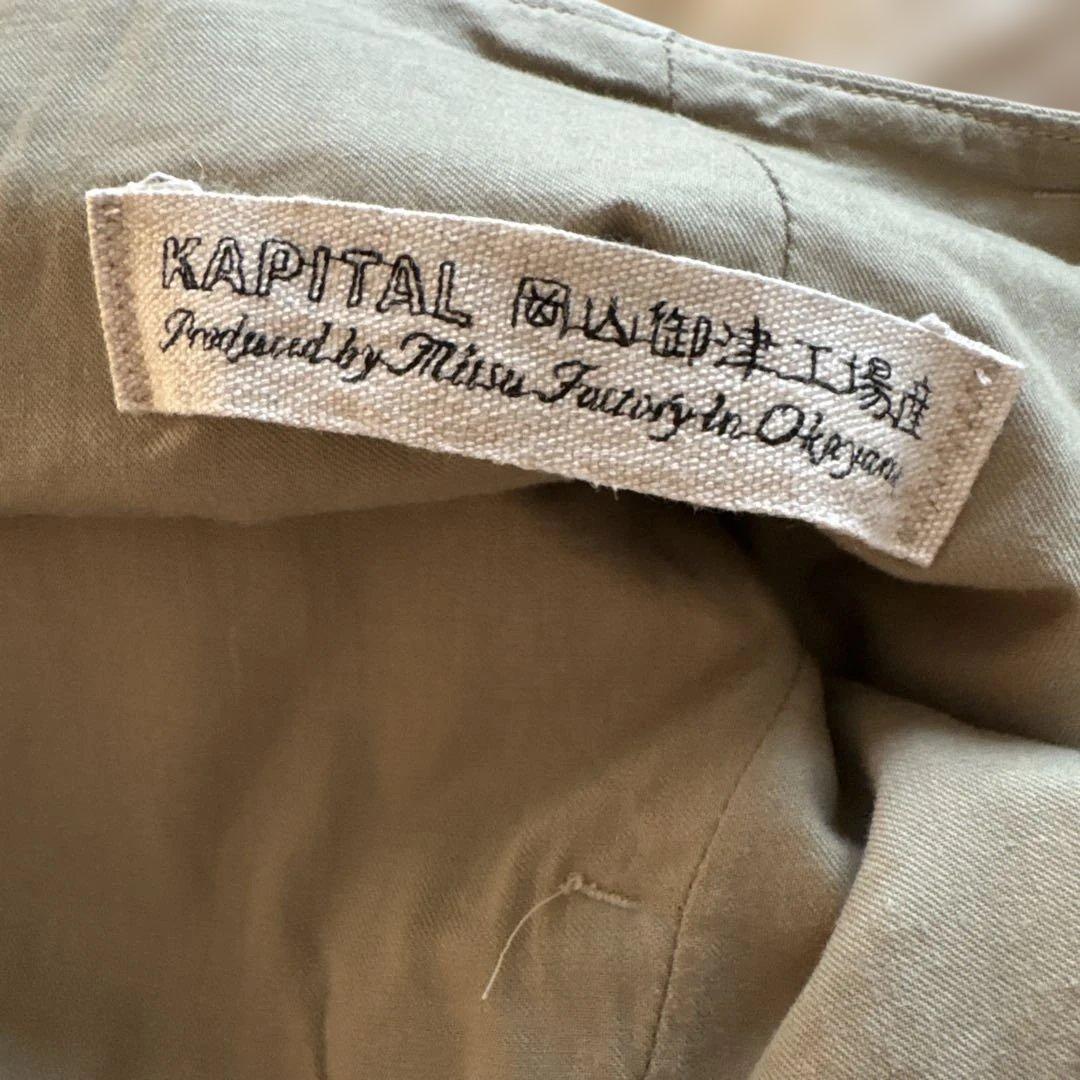 KAPITAL 岡山御津工場産
Produced by Mitsu Factory In Okayama